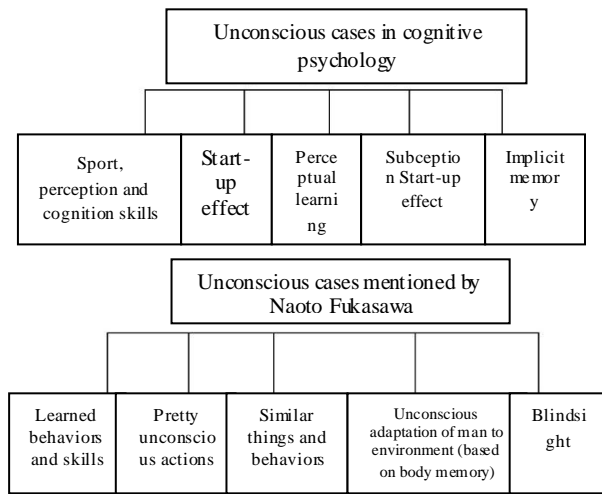 Unconscious cases in cognitive
psychology
Sport,
perception and
cognition skills
Start-
up
effect
Perce
ptual
learni
ng
Subceptio
n Start-up
effect
Implicit
memor
y
Unconscious cases mentioned by
Naoto Fukasawa
Learned
behaviors
and skills
Pretty
unconscio
us actions
Similar
things and
behaviors
Unconscious
adaptation of man to
environment (based
on body memory)
Blindsi
ght